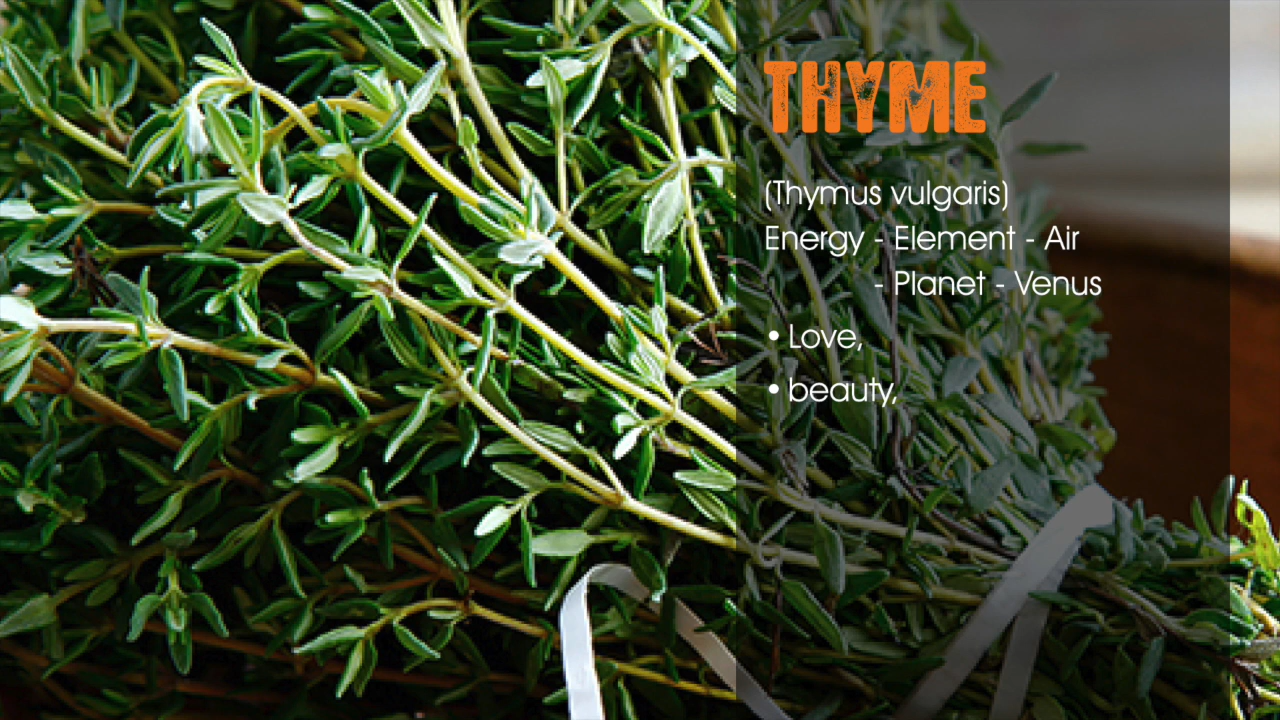 THYME
(Thymus vulgaris)
Energy - Element - Air
- Planet - Venus
• Love,
• beauty,